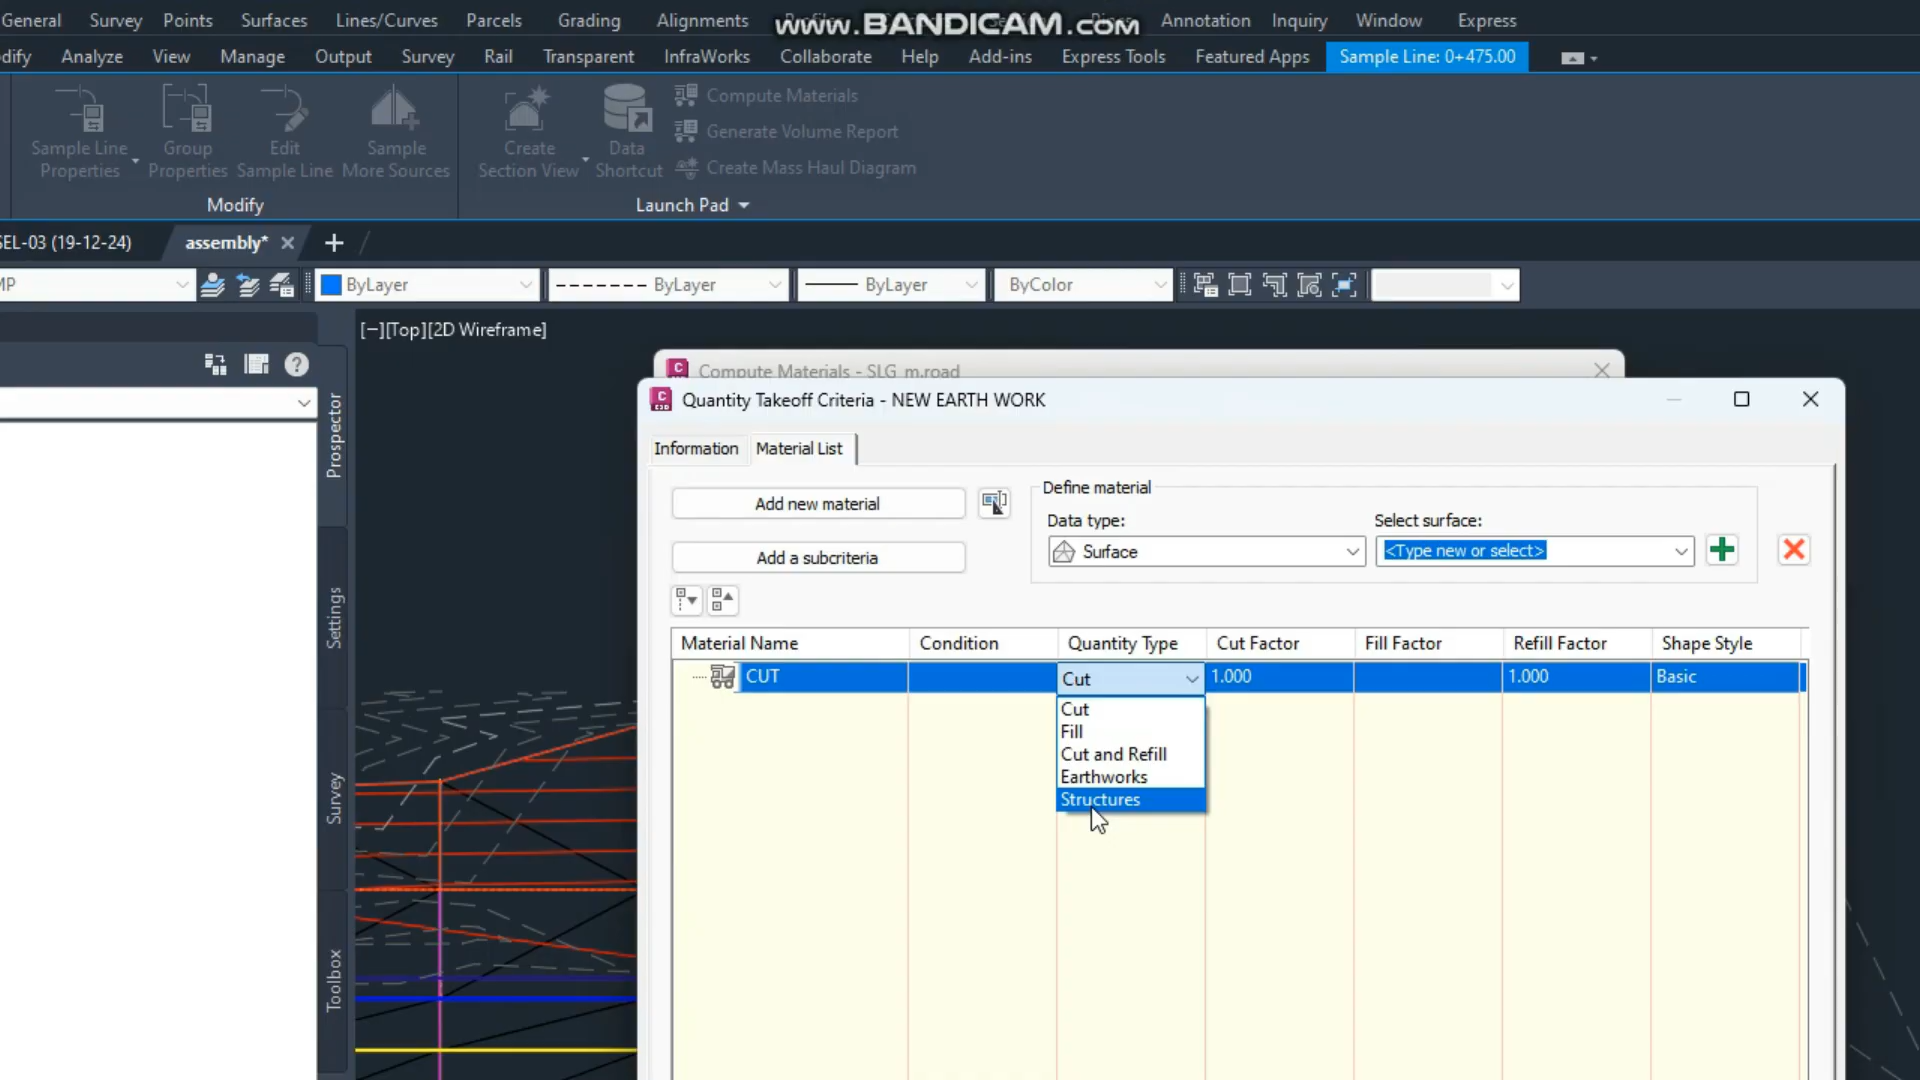 General Survey Points Surfaces Lines/Curves Parcels Grading Alignments Annotation Inquiry Window Express
www.BANDICAM.com
Analyze View Manage Output Survey Rail Transparent InfraWorks Collaborate Help Add-ins Express Tools Featured Apps Sample Line: 0+475.00
Sample Line Properties
Group Properties
Edit Sample Line
Sample More Sources
Create Section View
Data Shortcut
Compute Materials
Generate Volume Report
Create Mass Haul Diagram
Modify
Launch Pad
SEL-03 (19-12-24) assembly*
ByLayer ByLayer ByLayer ByColor
[−][Top][2D Wireframe]
Prospector
Settings
Survey
Toolbox
Compute Materials - SLG_m.road
Quantity Takeoff Criteria - NEW EARTH WORK
Information Material List
Add new material
Add a subcriteria
Define material
Data type: Select surface:
Surface <Type new or select>
Material Name Condition Quantity Type Cut Factor Fill Factor Refill Factor Shape Style
CUT Cut 1.000 1.000 Basic
Cut
Fill
Cut and Refill
Earthworks
Structures